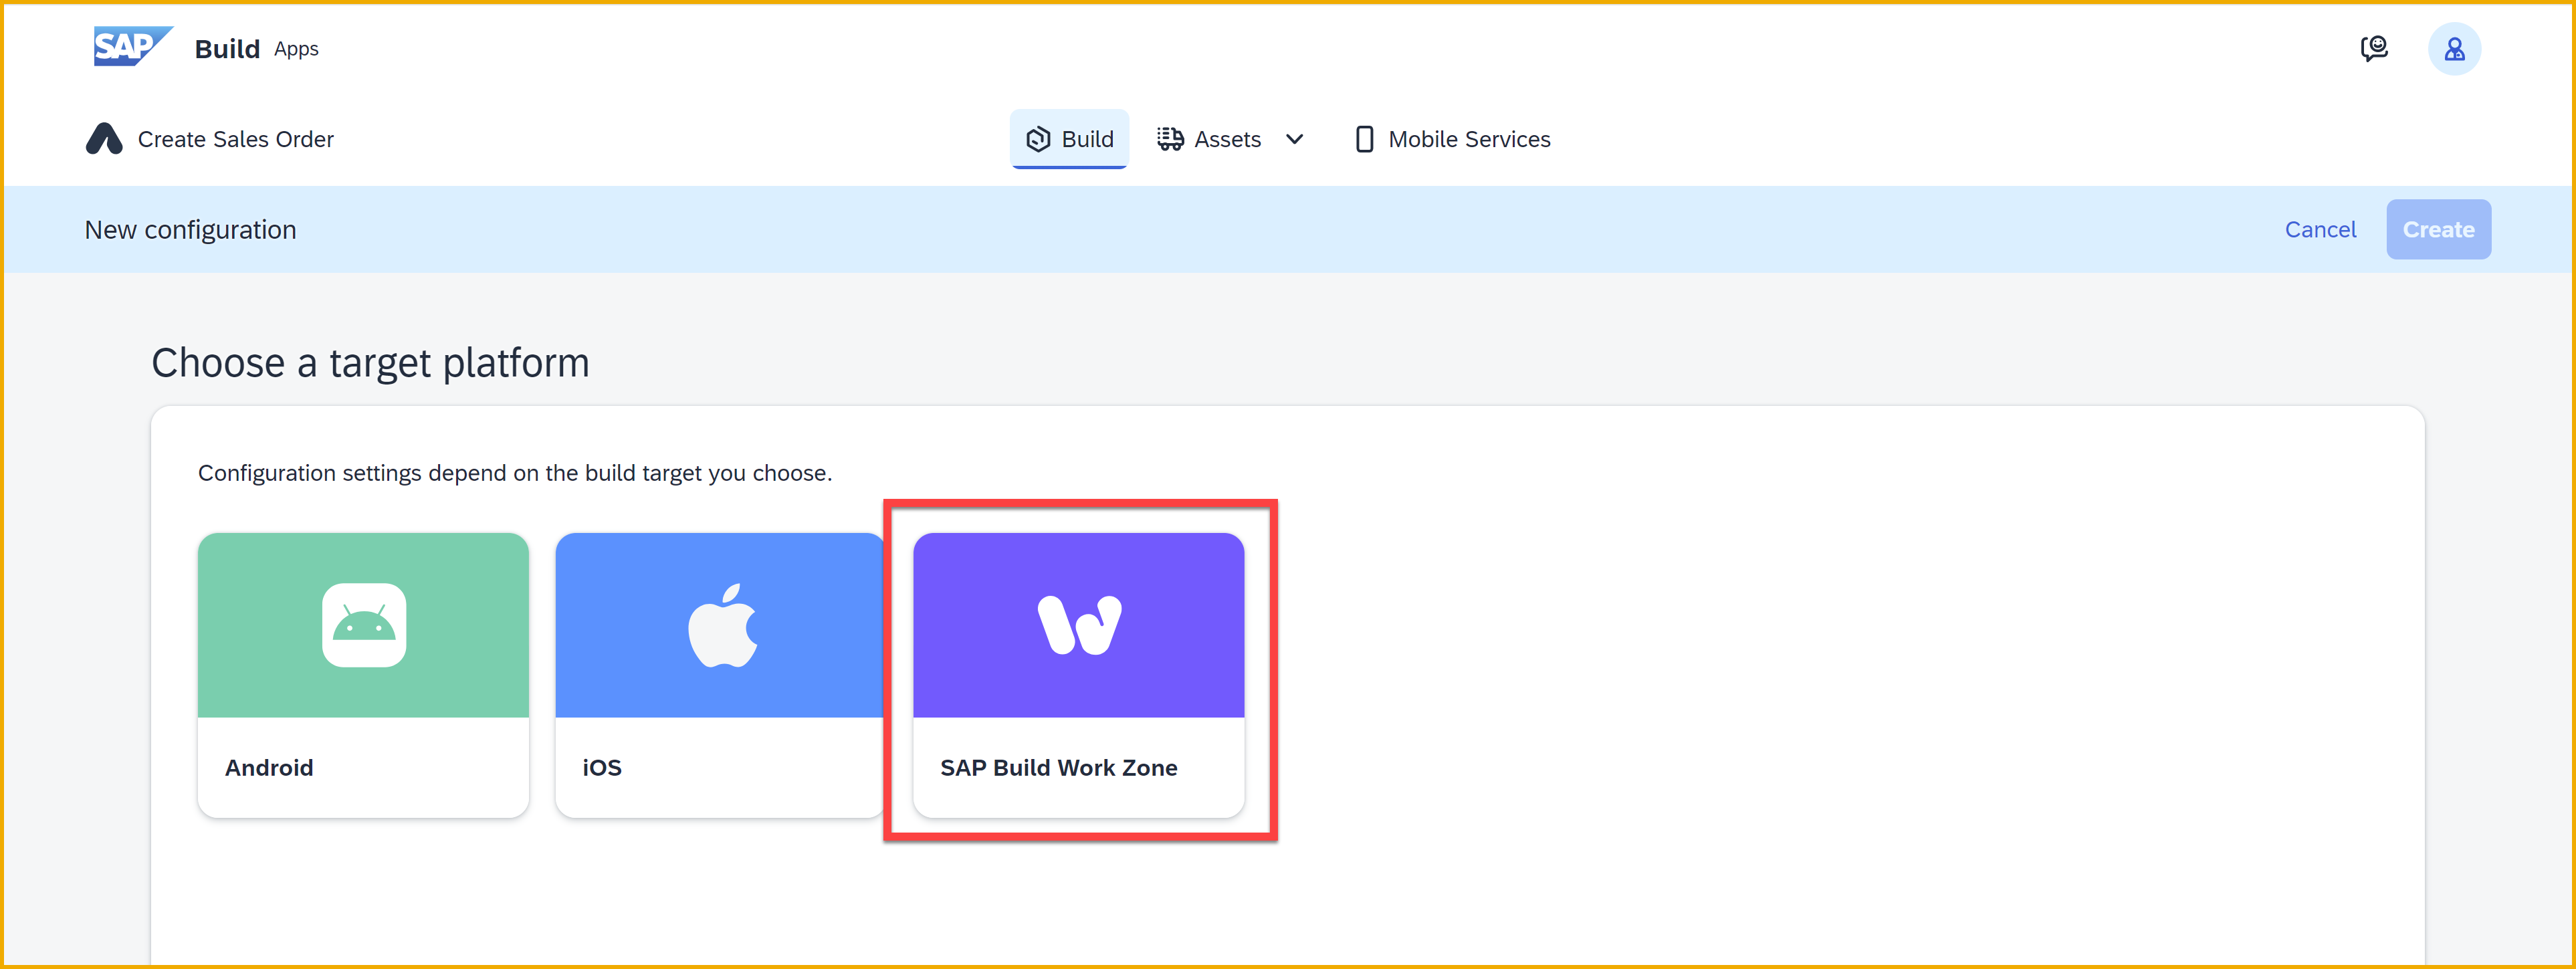 SAP Build Apps
Create Sales Order
Build Assets Mobile Services
New configuration
Cancel Create
Choose a target platform
Configuration settings depend on the build target you choose.
Android
iOS
SAP Build Work Zone